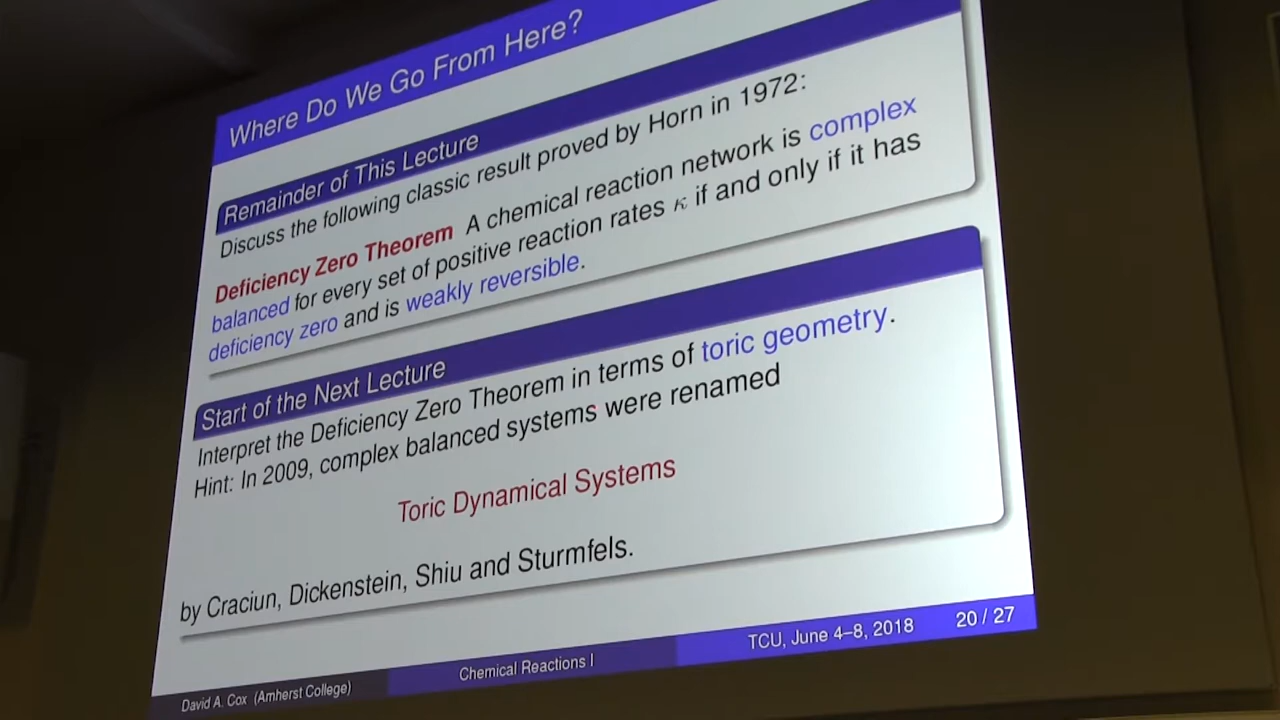 Where Do We Go From Here?
Remainder of This Lecture
Discuss the following classic result proved by Horn in 1972:
Deficiency Zero Theorem A chemical reaction network is complex
balanced for every set of positive reaction rates κ if and only if it has
deficiency zero and is weakly reversible.
Start of the Next Lecture
Interpret the Deficiency Zero Theorem in terms of toric geometry.
Hint: In 2009, complex balanced systems were renamed
Toric Dynamical Systems
by Craciun, Dickenstein, Shiu and Sturmfels.
David A. Cox (Amherst College) Chemical Reactions I TCU, June 4–8, 2018 20 / 27